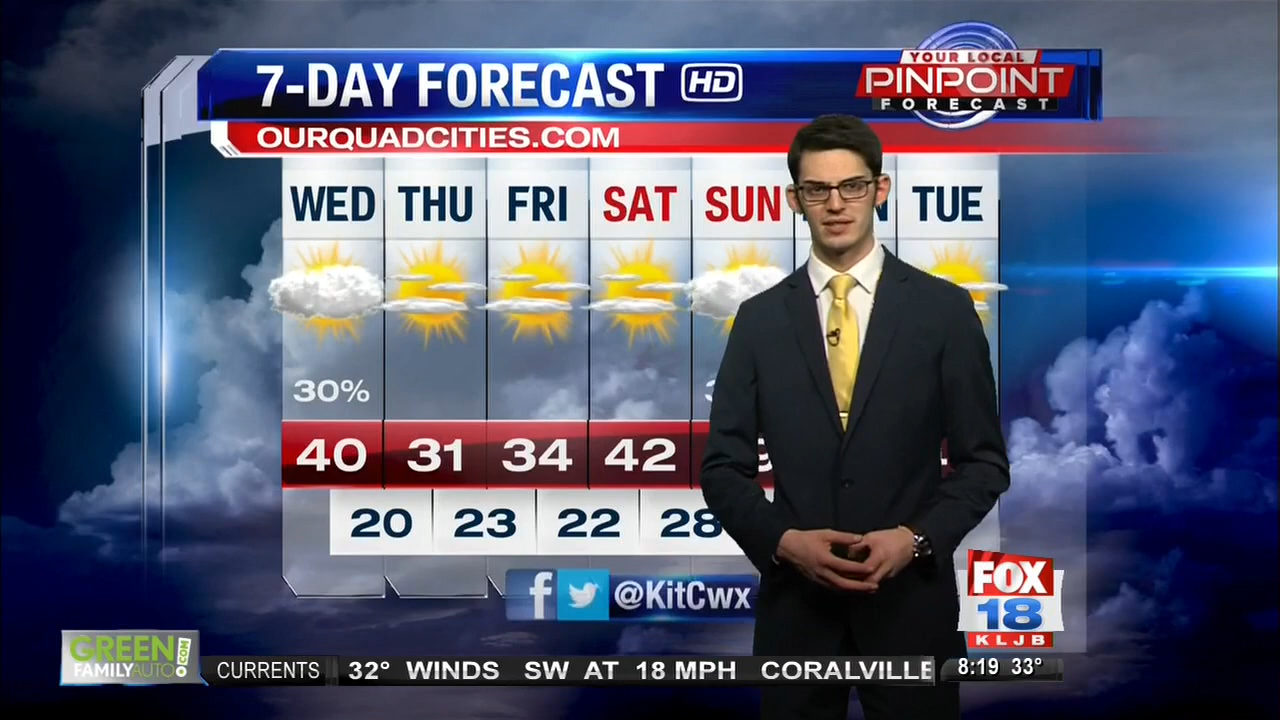 7-DAY FORECAST HD
YOUR LOCAL
PINPOINT
FORECAST
OURQUADCITIES.COM
WED THU FRI SAT SUN TUE
30%
40 31 34 42
20 23 22 28
f @KitCwx
FOX
18
KLJB
GREEN
FAMILYAUTO.COM
CURRENTS 32° WINDS SW AT 18 MPH CORALVILLE 8:19 33°